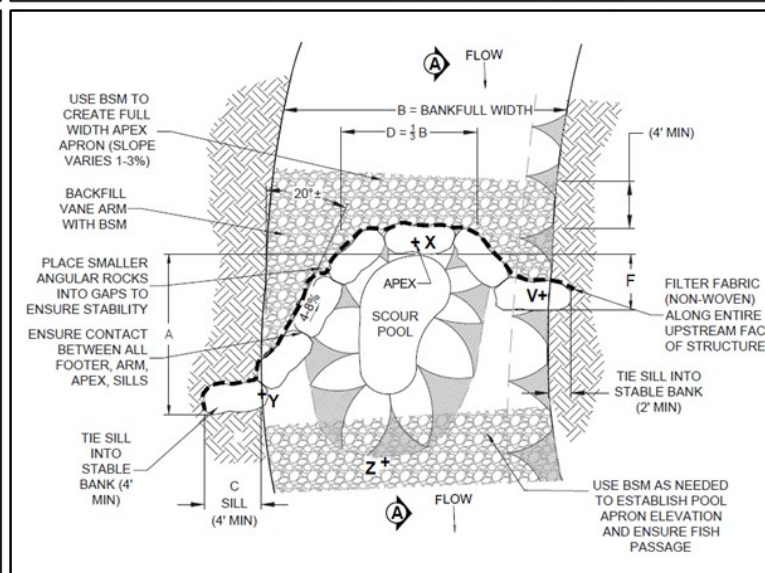 A
FLOW
USE BSM TO
CREATE FULL
WIDTH APEX
APRON (SLOPE
VARIES 1-3%)
B = BANKFULL WIDTH
D = 1/3 B
(4' MIN)
BACKFILL
VANE ARM
WITH BSM
20°±
PLACE SMALLER
ANGULAR ROCKS
INTO GAPS TO
ENSURE STABILITY
+ X
APEX
F
A
4-8%
SCOUR
POOL
V+
FILTER FABRIC
(NON-WOVEN)
ALONG ENTIRE
UPSTREAM FAC
OF STRUCTURE
ENSURE CONTACT
BETWEEN ALL
FOOTER, ARM,
APEX, SILLS
+Y
TIE SILL INTO
STABLE BANK
(2' MIN)
TIE SILL
INTO
STABLE
BANK (4'
MIN)
C
SILL
(4' MIN)
Z+
USE BSM AS NEEDED
TO ESTABLISH POOL
APRON ELEVATION
AND ENSURE FISH
PASSAGE
A
FLOW